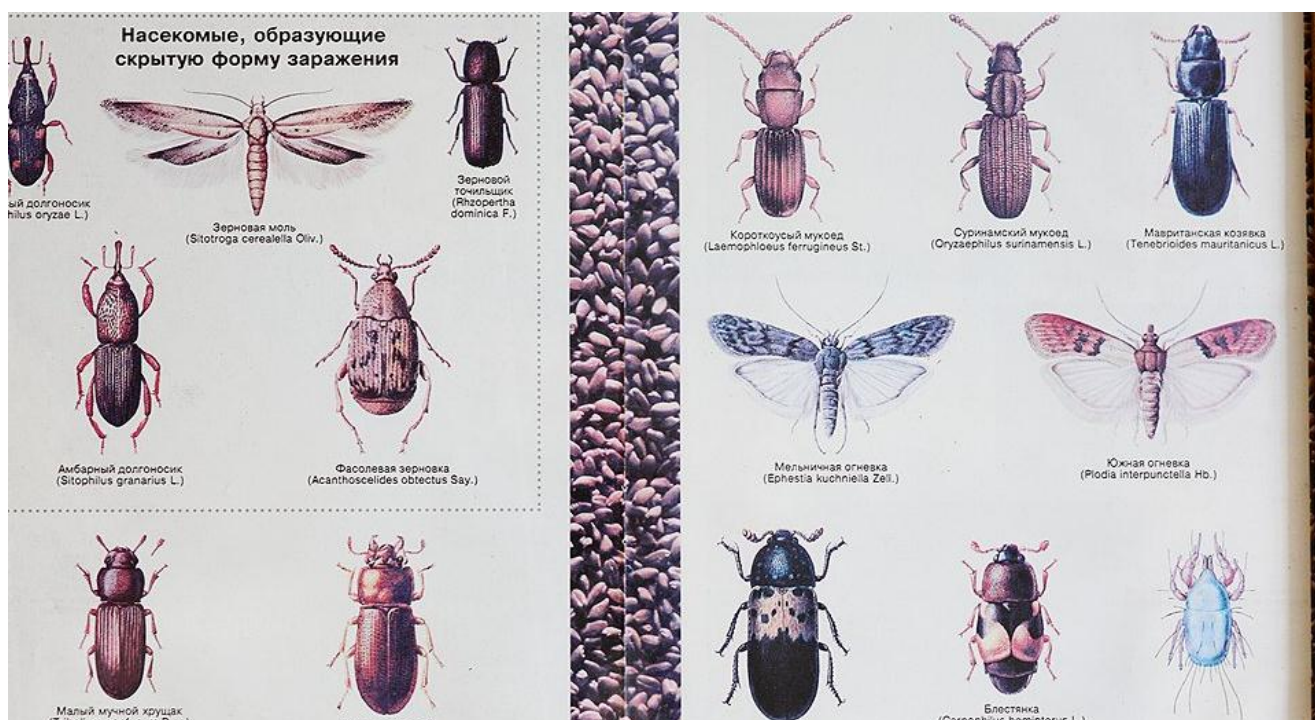 Насекомые, образующие
скрытую форму заражения
долгоносик
oryzae L.)
Зерновая моль
(Sitotroga cerealella Oliv.)
Зерновой
точильщик
(Rhzopertha
dominica F.)
Амбарный долгоносик
(Sitophilus granarius L.)
Фасолевая зерновка
(Acanthoscelides obtectus Say.)
Малый мучной хрущак
Короткоусый мукоед
(Laemophloeus ferrugineus St.)
Суринамский мукоед
(Oryzaephilus surinamensis L.)
Мавританская козявка
(Tenebrioides mauritanicus L.)
Мельничная огневка
(Ephestia kuchniella Zell.)
Южная огневка
(Plodia interpunctella Hb.)
Блестянка